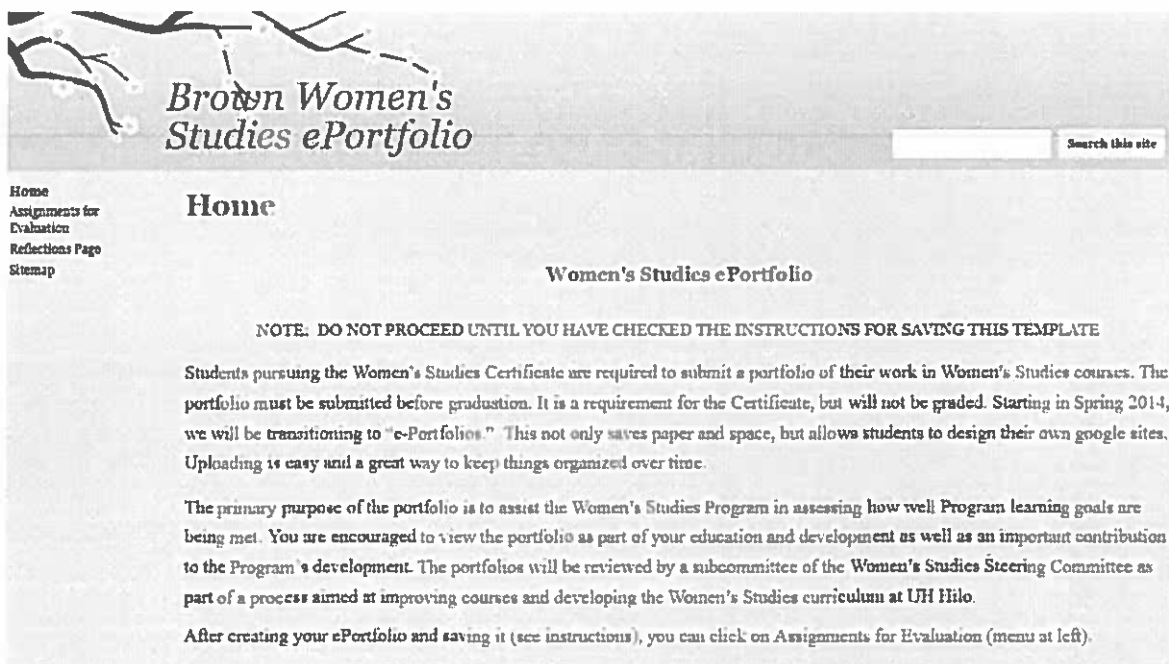 Brown Women's
Studies ePortfolio
Search this site
Home
Assignments for
Evaluation
Reflections Page
Sitemap
Home
Women's Studies ePortfolio
NOTE: DO NOT PROCEED UNTIL YOU HAVE CHECKED THE INSTRUCTIONS FOR SAVING THIS TEMPLATE
Students pursuing the Women's Studies Certificate are required to submit a portfolio of their work in Women's Studies courses. The
portfolio must be submitted before graduation. It is a requirement for the Certificate, but will not be graded. Starting in Spring 2014,
we will be transitioning to "e-Portfolios." This not only saves paper and space, but allows students to design their own google sites.
Uploading is easy and a great way to keep things organized over time.
The primary purpose of the portfolio is to assist the Women's Studies Program in assessing how well Program learning goals are
being met. You are encouraged to view the portfolio as part of your education and development as well as an important contribution
to the Program's development. The portfolios will be reviewed by a subcommittee of the Women's Studies Steering Committee as
part of a process aimed at improving courses and developing the Women's Studies curriculum at UH Hilo.
After creating your ePortfolio and saving it (see instructions), you can click on Assignments for Evaluation (menu at left).